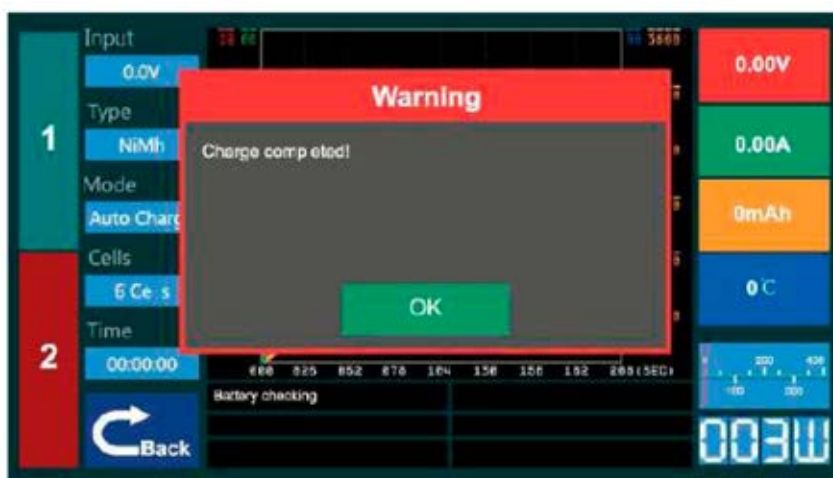 Input
0.0V
Type
NiMh
Mode
Auto Charg
Cells
6 Ce s
Time
00:00:00
1
2
Back
Warning
Charge comp eted!
OK
Battery checking
0.00V
0.00A
0mAh
0℃
003W